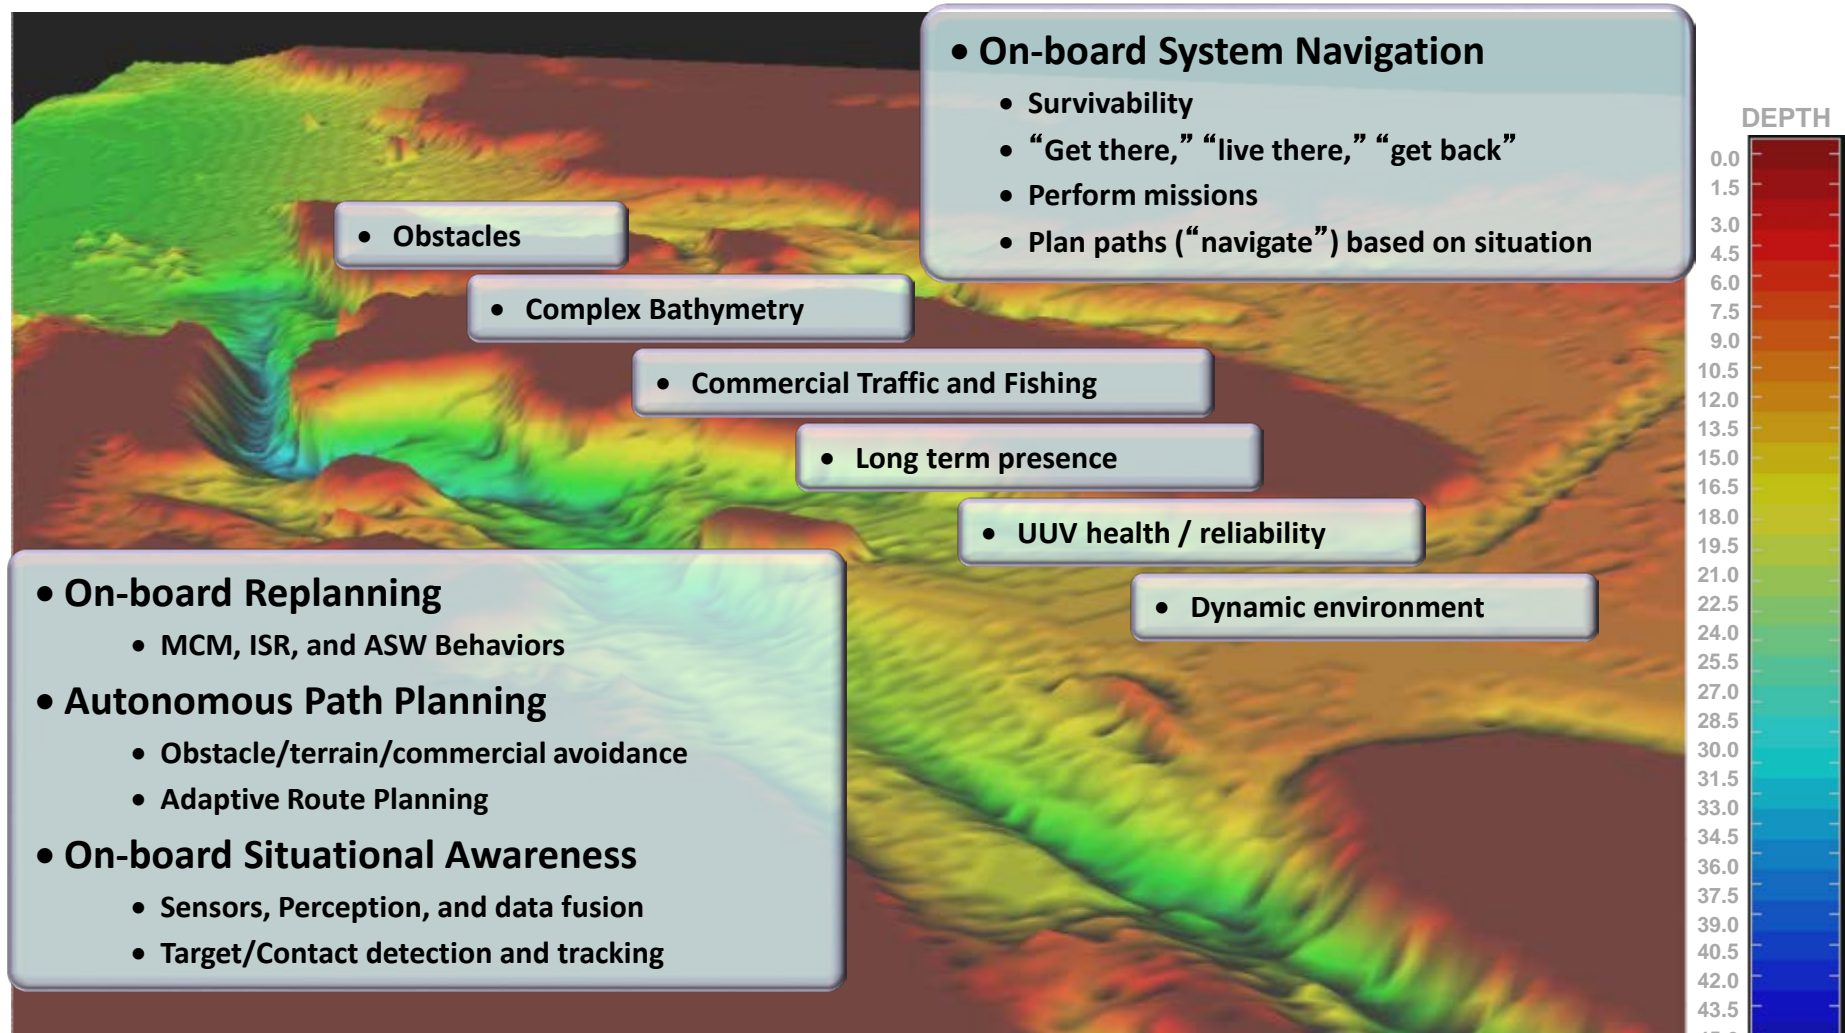 • On-board System Navigation
• Survivability
• “Get there,” “live there,” “get back”
• Perform missions
• Plan paths (“navigate”) based on situation
• Obstacles
• Complex Bathymetry
• Commercial Traffic and Fishing
• Long term presence
• UUV health / reliability
• Dynamic environment
• On-board Replanning
• MCM, ISR, and ASW Behaviors
• Autonomous Path Planning
• Obstacle/terrain/commercial avoidance
• Adaptive Route Planning
• On-board Situational Awareness
• Sensors, Perception, and data fusion
• Target/Contact detection and tracking
DEPTH
0.0
1.5
3.0
4.5
6.0
7.5
9.0
10.5
12.0
13.5
15.0
16.5
18.0
19.5
21.0
22.5
24.0
25.5
27.0
28.5
30.0
31.5
33.0
34.5
36.0
37.5
39.0
40.5
42.0
43.5